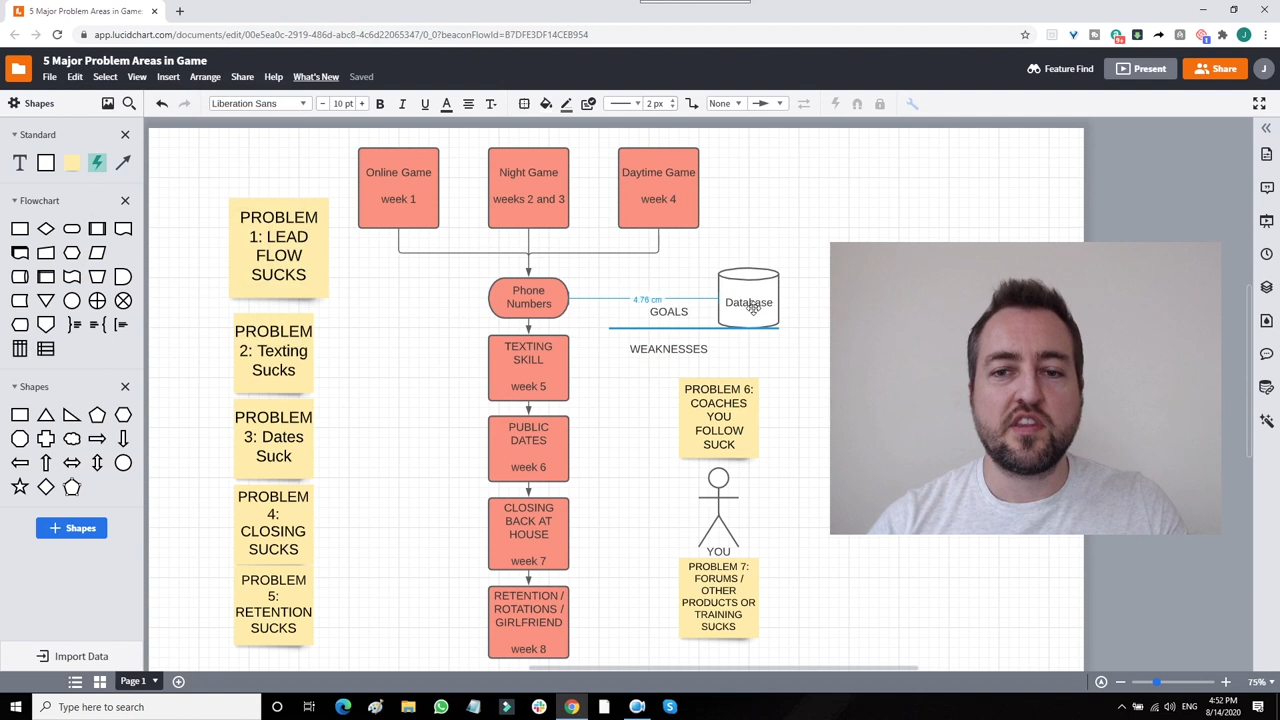 5 Major Problem Areas in Game
app.lucidchart.com/documents/edit/00e5ea0c-2919-486d-abc8-4c6d22065347/0_0?beaconFlowId=B7DFE3DF14CEB954
J
5 Major Problem Areas in Game
File Edit Select View Insert Arrange Share Help What's New Saved
Feature Find
Present
Share
J
Shapes
Liberation Sans
10 pt
B I U A T
2 px
None
Standard
T
Flowchart
Shapes
+ Shapes
Import Data
Online Game
week 1
Night Game
weeks 2 and 3
Daytime Game
week 4
PROBLEM
1: LEAD
FLOW
SUCKS
PROBLEM
2: Texting
Sucks
PROBLEM
3: Dates
Suck
PROBLEM
4:
CLOSING
SUCKS
PROBLEM
5:
RETENTION
SUCKS
Phone
Numbers
TEXTING
SKILL
week 5
PUBLIC
DATES
week 6
CLOSING
BACK AT
HOUSE
week 7
RETENTION /
ROTATIONS /
GIRLFRIEND
week 8
4.76 cm
Database
GOALS
WEAKNESSES
PROBLEM 6:
COACHES
YOU
FOLLOW
SUCK
YOU
PROBLEM 7:
FORUMS /
OTHER
PRODUCTS OR
TRAINING
SUCKS
Page 1
75%
Type here to search
4:52 PM
8/14/2020